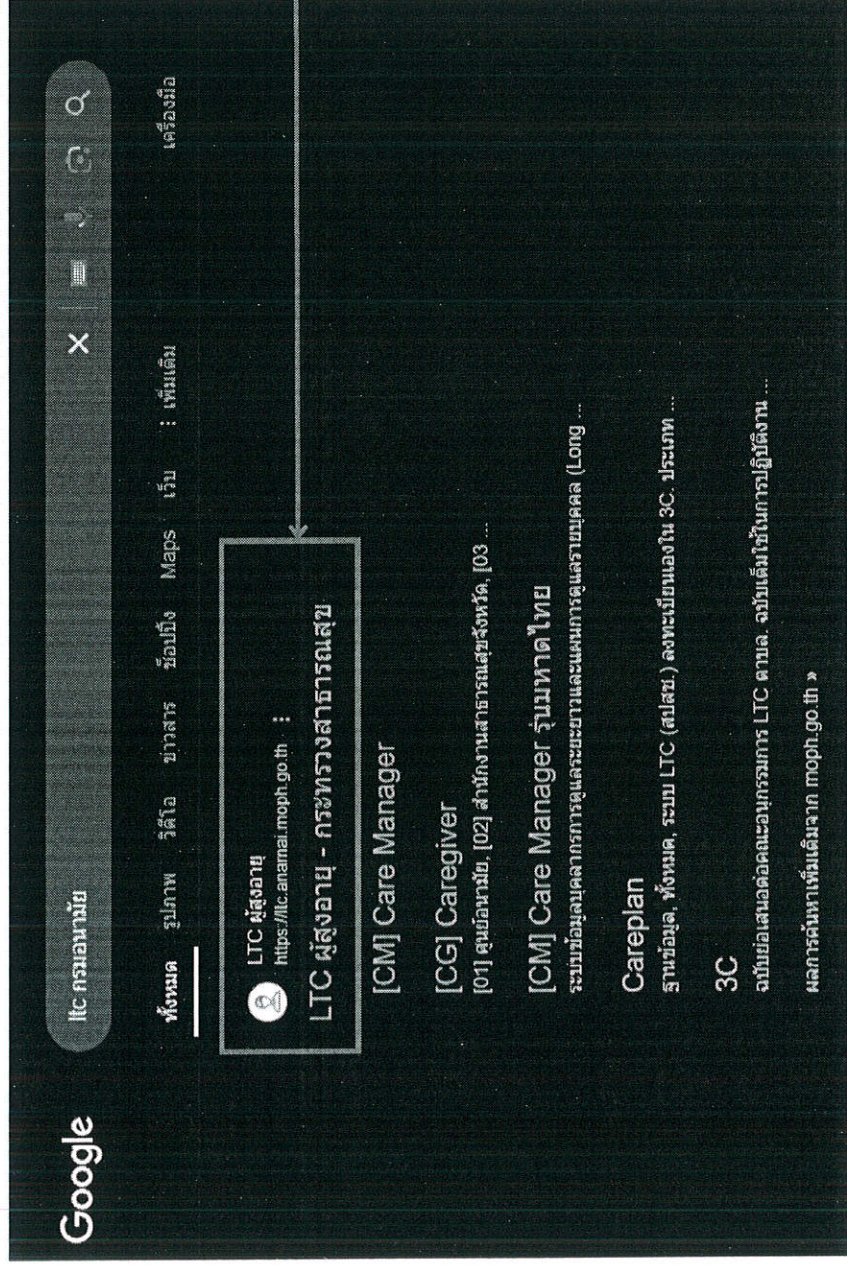 Google
ltc กรมอนามัย
ทั้งหมด รูปภาพ วิดีโอ ข่าวสาร ช็อปปิ้ง Maps เว็บ : เพิ่มเติม เครื่องมือ
LTC ผู้สูงอายุ
https://ltc.anamai.moph.go.th
LTC ผู้สูงอายุ - กระทรวงสาธารณสุข
[CM] Care Manager
[CG] Caregiver
[01] ศูนย์อนามัย, [02] สำนักงานสาธารณสุขจังหวัด, [03 ...
[CM] Care Manager รุ่นมหาดไทย
ระบบข้อมูลบุคลากรการดูแลระยะยาวและแผนการดูแลรายบุคคล (Long ...
Careplan
ฐานข้อมูล, ทั้งหมด, ระบบ LTC (สปสช.) ลงทะเบียนเองใน 3C. ประเภท ...
3C
ฉบับย่อเสนอต่อคณะอนุกรรมการ LTC ตำบล. ฉบับเต็มใช้ในการปฏิบัติงาน ...
ผลการค้นหาเพิ่มเติมจาก moph.go.th »